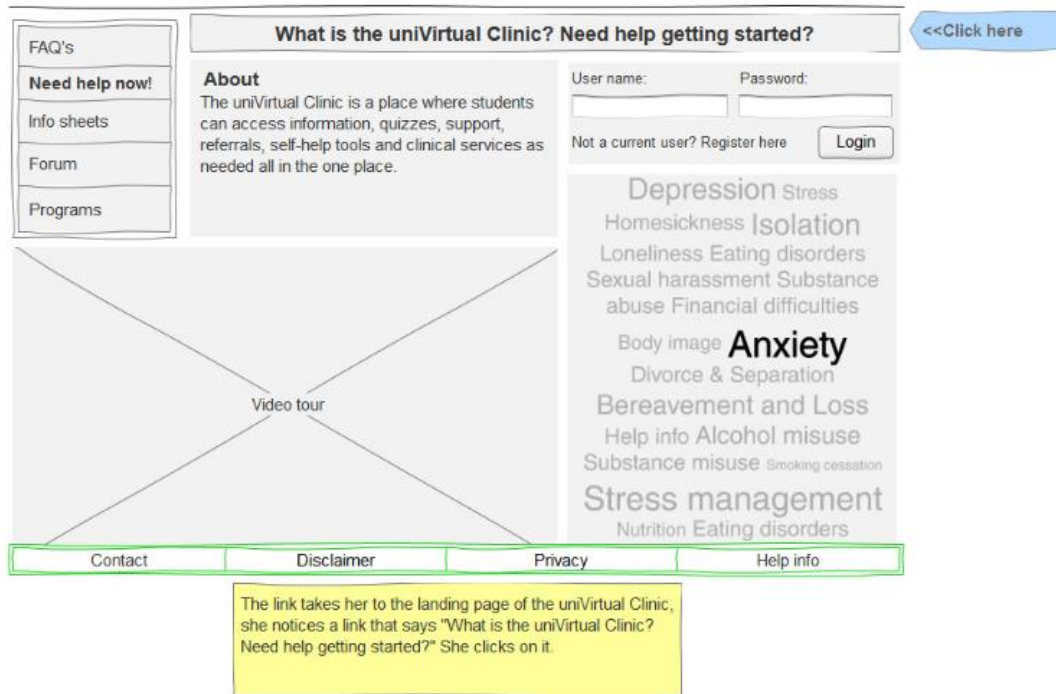 What is the uniVirtual Clinic? Need help getting started?
<<Click here
FAQ's
Need help now!
Info sheets
Forum
Programs
About
The uniVirtual Clinic is a place where students
can access information, quizzes, support,
referrals, self-help tools and clinical services as
needed all in the one place.
User name:
Password:
Not a current user? Register here
Login
Depression Stress
Homesickness Isolation
Loneliness Eating disorders
Sexual harassment Substance
abuse Financial difficulties
Body image Anxiety
Divorce & Separation
Bereavement and Loss
Help info Alcohol misuse
Substance misuse Smoking cessation
Stress management
Nutrition Eating disorders
Video tour
Contact
Disclaimer
Privacy
Help info
The link takes her to the landing page of the uniVirtual Clinic,
she notices a link that says "What is the uniVirtual Clinic?
Need help getting started?" She clicks on it.